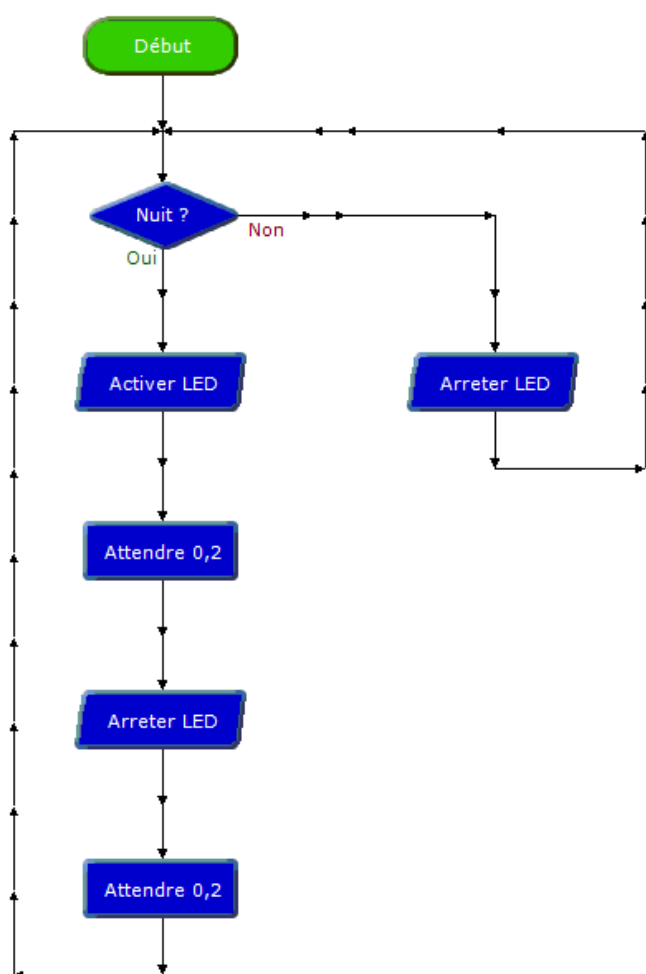 Début
Nuit ?
Non
Oui
Activer LED
Arreter LED
Attendre 0,2
Arreter LED
Attendre 0,2